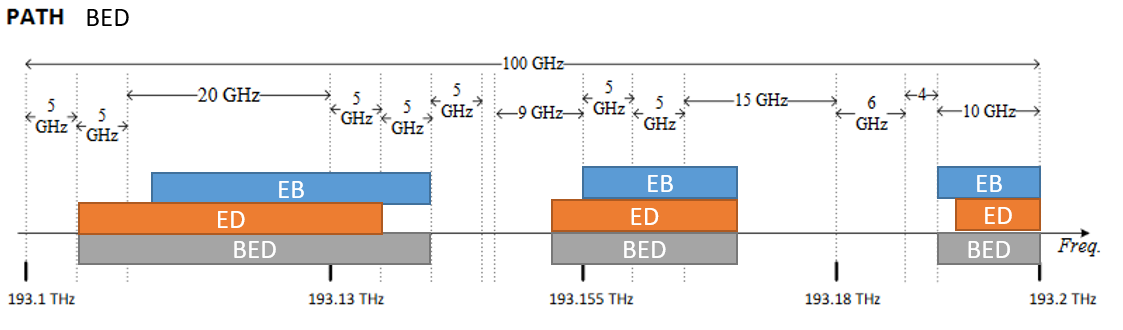 PATH BED
100 GHz
20 GHz
5
GHz
5
GHz
5
GHz
5
GHz
5
GHz
9 GHz
5
GHz
5
GHz
15 GHz
6
GHz
4
10 GHz
EB
EB
EB
ED
ED
ED
BED
BED
BED
Freq.
193.1 THz
193.13 THz
193.155 THz
193.18 THz
193.2 THz